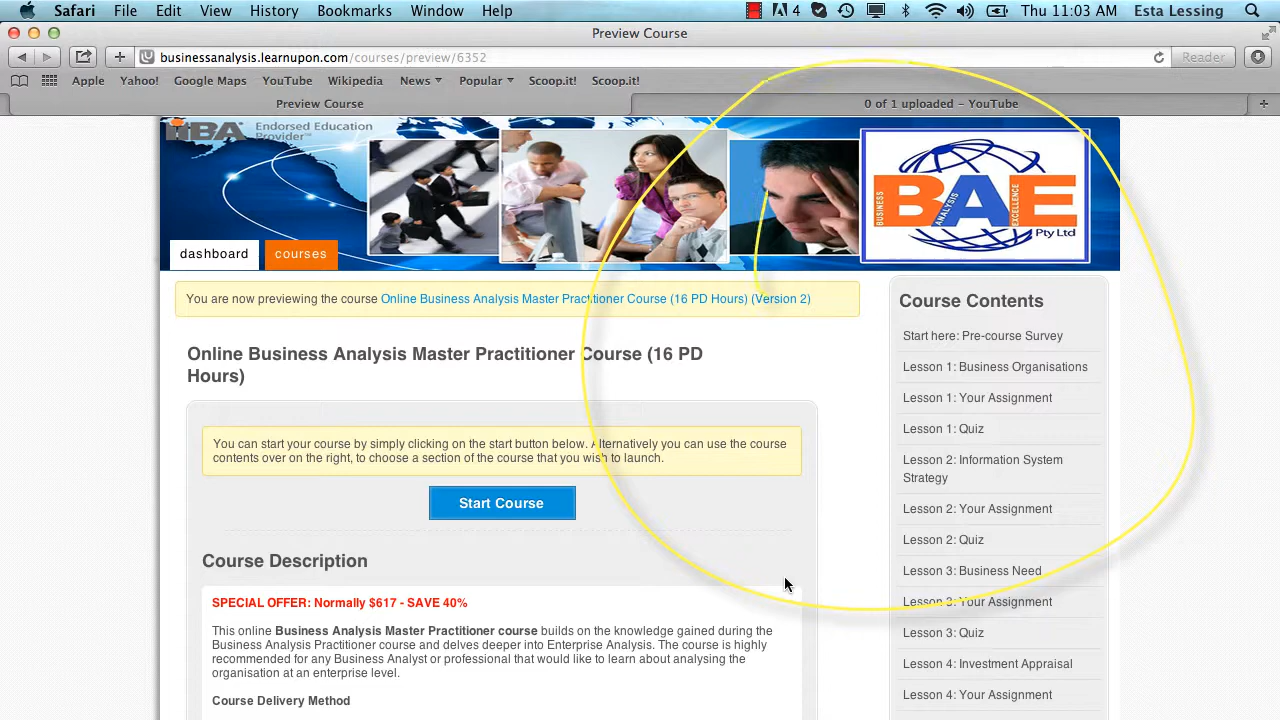 Safari File Edit View History Bookmarks Window Help 4 Thu 11:03 AM Esta Lessing
Preview Course
businessanalysis.learnupon.com/courses/preview/6352 Reader
Apple Yahoo! Google Maps YouTube Wikipedia News Popular Scoop.it! Scoop.it!
Preview Course 0 of 1 uploaded – YouTube
IIBA Endorsed Education
Provider™
BUSINESS ANALYSIS EXCELLENCE
BAE
Pty Ltd
dashboard courses
You are now previewing the course Online Business Analysis Master Practitioner Course (16 PD Hours) (Version 2)
Online Business Analysis Master Practitioner Course (16 PD
Hours)
You can start your course by simply clicking on the start button below. Alternatively you can use the course
contents over on the right, to choose a section of the course that you wish to launch.
Start Course
Course Description
SPECIAL OFFER: Normally $617 - SAVE 40%
This online Business Analysis Master Practitioner course builds on the knowledge gained during the
Business Analysis Practitioner course and delves deeper into Enterprise Analysis. The course is highly
recommended for any Business Analyst or professional that would like to learn about analysing the
organisation at an enterprise level.
Course Delivery Method
Course Contents
Start here: Pre-course Survey
Lesson 1: Business Organisations
Lesson 1: Your Assignment
Lesson 1: Quiz
Lesson 2: Information System
Strategy
Lesson 2: Your Assignment
Lesson 2: Quiz
Lesson 3: Business Need
Lesson 3: Your Assignment
Lesson 3: Quiz
Lesson 4: Investment Appraisal
Lesson 4: Your Assignment